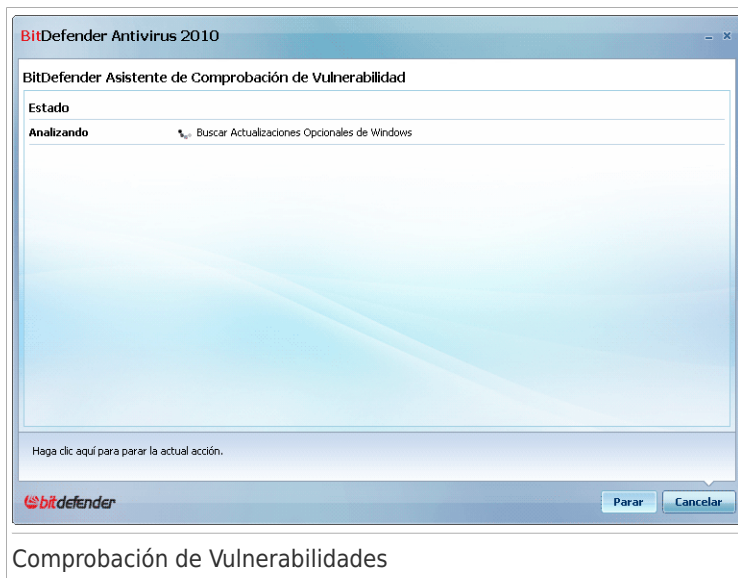 BitDefender Antivirus 2010
BitDefender Asistente de Comprobación de Vulnerabilidad
Estado
Analizando Buscar Actualizaciones Opcionales de Windows
Haga clic aquí para parar la actual acción.
bitdefender
Parar Cancelar
Comprobación de Vulnerabilidades